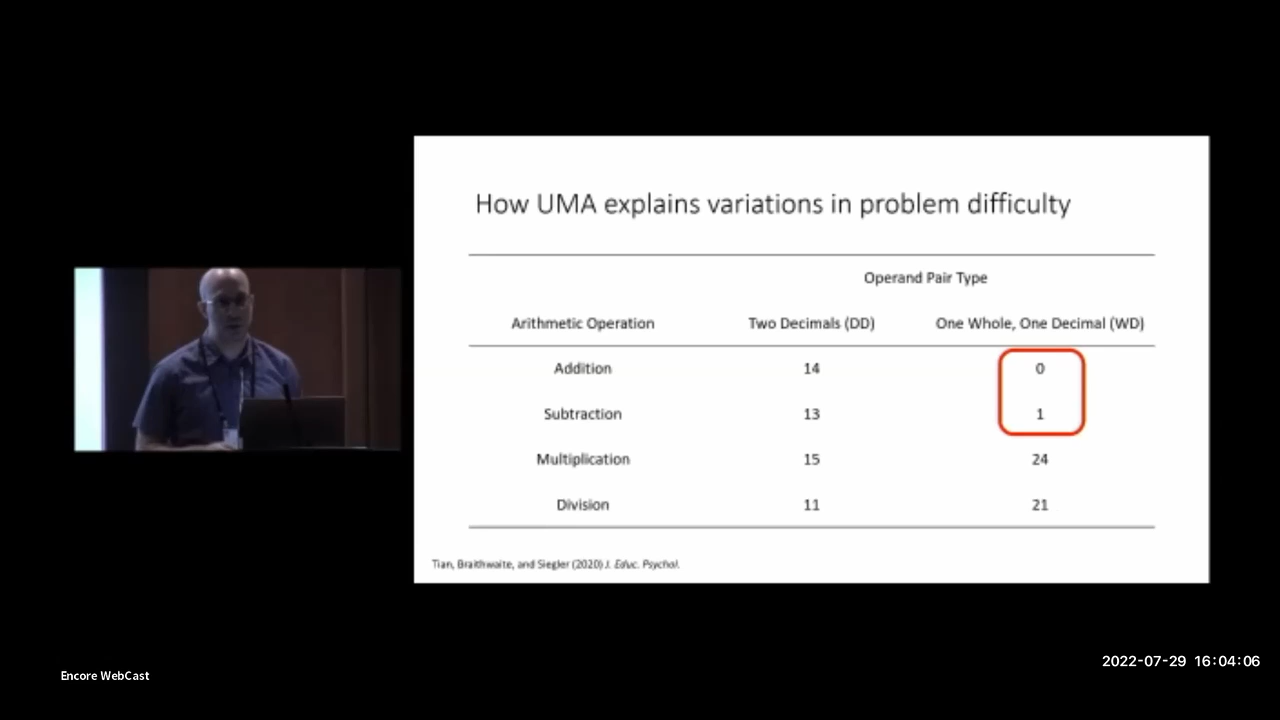 How UMA explains variations in problem difficulty
Operand Pair Type
Arithmetic Operation Two Decimals (DD) One Whole, One Decimal (WD)
Addition 14 0
Subtraction 13 1
Multiplication 15 24
Division 11 21
Tian, Braithwaite, and Siegler (2020) J. Educ. Psychol.
2022-07-29 16:04:06
Encore WebCast